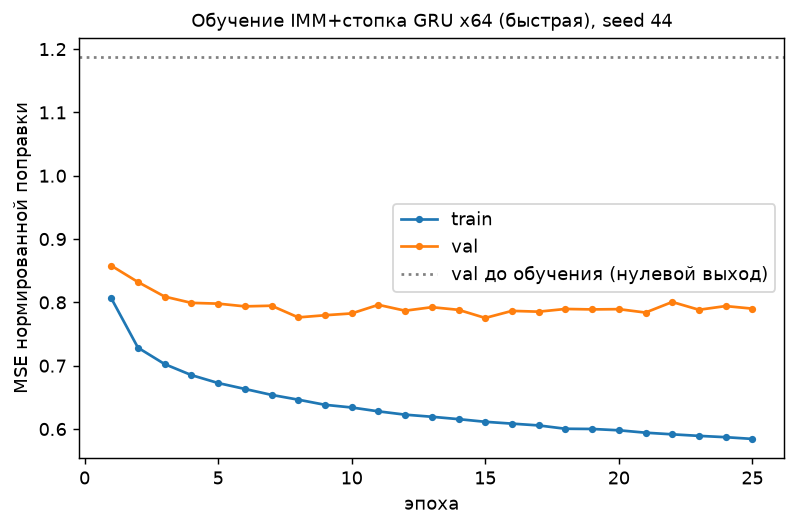 Обучение IMM+стопка GRU x64 (быстрая), seed 44
MSE нормированной поправки
1.2
1.1
1.0
0.9
0.8
0.7
0.6
train
val
val до обучения (нулевой выход)
0
5
10
15
20
25
эпоха